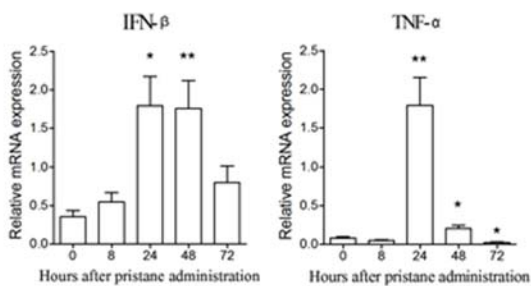 IFN-β
Relative mRNA expression
2.5
2.0
1.5
1.0
0.5
0.0
*
**
0 8 24 48 72
Hours after pristane administration
TNF-α
Relative mRNA expression
2.5
2.0
1.5
1.0
0.5
0.0
**
*
*
0 8 24 48 72
Hours after pristane administration